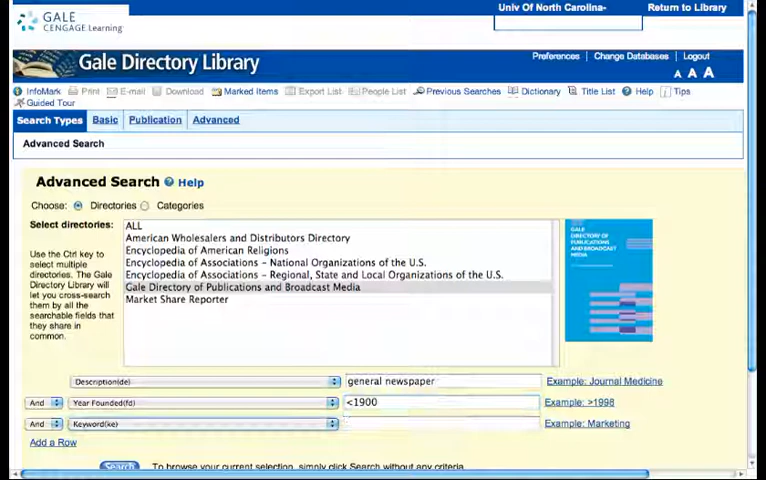 GALE
CENGAGE Learning
Univ Of North Carolina-
Return to Library
Gale Directory Library
Preferences | Change Databases | Logout
A A A
InfoMark Print E-mail Download Marked Items Export List People List Previous Searches Dictionary Title List Help Tips
Guided Tour
Search Types Basic Publication Advanced
Advanced Search
Advanced Search Help
Choose: Directories Categories
Select directories:
ALL
American Wholesalers and Distributors Directory
Encyclopedia of American Religions
Encyclopedia of Associations - National Organizations of the U.S.
Encyclopedia of Associations - Regional, State and Local Organizations of the U.S.
Gale Directory of Publications and Broadcast Media
Market Share Reporter
Use the Ctrl key to
select multiple
directories. The Gale
Directory Library will
let you cross-search
them by all the
searchable fields that
they share in
common.
GALE
DIRECTORY OF
PUBLICATIONS AND
BROADCAST
MEDIA
Description(de) general newspaper Example: Journal Medicine
And Year Founded(fd) <1900 Example: >1998
And Keyword(ke) Example: Marketing
Add a Row
Search To browse your current selection, simply click Search without any criteria.